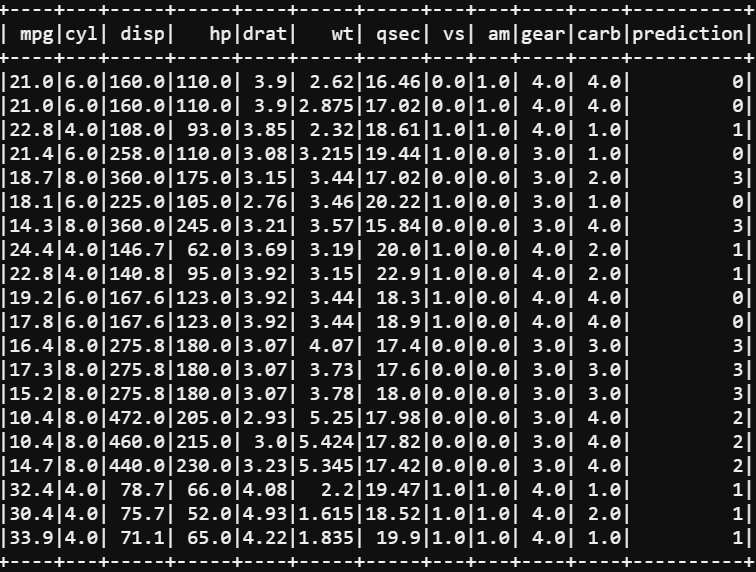 +----+---+-----+-----+----+-----+-----+---+---+----+----+----------+
| mpg|cyl| disp|   hp|drat|   wt| qsec| vs| am|gear|carb|prediction|
+----+---+-----+-----+----+-----+-----+---+---+----+----+----------+
|21.0|6.0|160.0|110.0| 3.9| 2.62|16.46|0.0|1.0| 4.0| 4.0|         0|
|21.0|6.0|160.0|110.0| 3.9|2.875|17.02|0.0|1.0| 4.0| 4.0|         0|
|22.8|4.0|108.0| 93.0|3.85| 2.32|18.61|1.0|1.0| 4.0| 1.0|         1|
|21.4|6.0|258.0|110.0|3.08|3.215|19.44|1.0|0.0| 3.0| 1.0|         0|
|18.7|8.0|360.0|175.0|3.15| 3.44|17.02|0.0|0.0| 3.0| 2.0|         3|
|18.1|6.0|225.0|105.0|2.76| 3.46|20.22|1.0|0.0| 3.0| 1.0|         0|
|14.3|8.0|360.0|245.0|3.21| 3.57|15.84|0.0|0.0| 3.0| 4.0|         3|
|24.4|4.0|146.7| 62.0|3.69| 3.19| 20.0|1.0|0.0| 4.0| 2.0|         1|
|22.8|4.0|140.8| 95.0|3.92| 3.15| 22.9|1.0|0.0| 4.0| 2.0|         1|
|19.2|6.0|167.6|123.0|3.92| 3.44| 18.3|1.0|0.0| 4.0| 4.0|         0|
|17.8|6.0|167.6|123.0|3.92| 3.44| 18.9|1.0|0.0| 4.0| 4.0|         0|
|16.4|8.0|275.8|180.0|3.07| 4.07| 17.4|0.0|0.0| 3.0| 3.0|         3|
|17.3|8.0|275.8|180.0|3.07| 3.73| 17.6|0.0|0.0| 3.0| 3.0|         3|
|15.2|8.0|275.8|180.0|3.07| 3.78| 18.0|0.0|0.0| 3.0| 3.0|         3|
|10.4|8.0|472.0|205.0|2.93| 5.25|17.98|0.0|0.0| 3.0| 4.0|         2|
|10.4|8.0|460.0|215.0| 3.0|5.424|17.82|0.0|0.0| 3.0| 4.0|         2|
|14.7|8.0|440.0|230.0|3.23|5.345|17.42|0.0|0.0| 3.0| 4.0|         2|
|32.4|4.0| 78.7| 66.0|4.08|  2.2|19.47|1.0|1.0| 4.0| 1.0|         1|
|30.4|4.0| 75.7| 52.0|4.93|1.615|18.52|1.0|1.0| 4.0| 2.0|         1|
|33.9|4.0| 71.1| 65.0|4.22|1.835| 19.9|1.0|1.0| 4.0| 1.0|         1|
+----+---+-----+-----+----+-----+-----+---+---+----+----+----------+